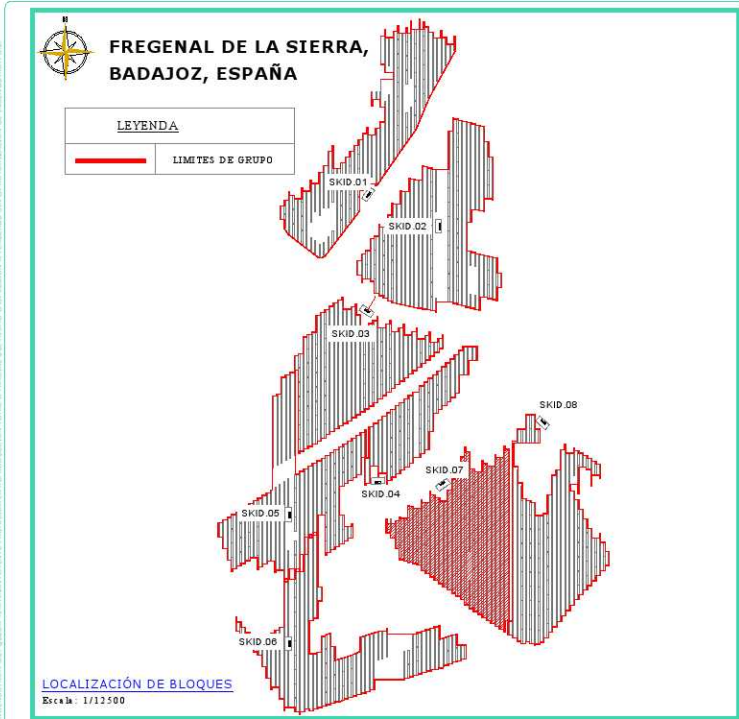 FREGENAL DE LA SIERRA,
BADAJOZ, ESPAÑA
LEYENDA
LIMITES DE GRUPO
SKID.01
SKID.02
SKID.03
SKID.08
SKID.07
SKID.04
SKID.05
SKID.06
LOCALIZACIÓN DE BLOQUES
Escala: 1/12500